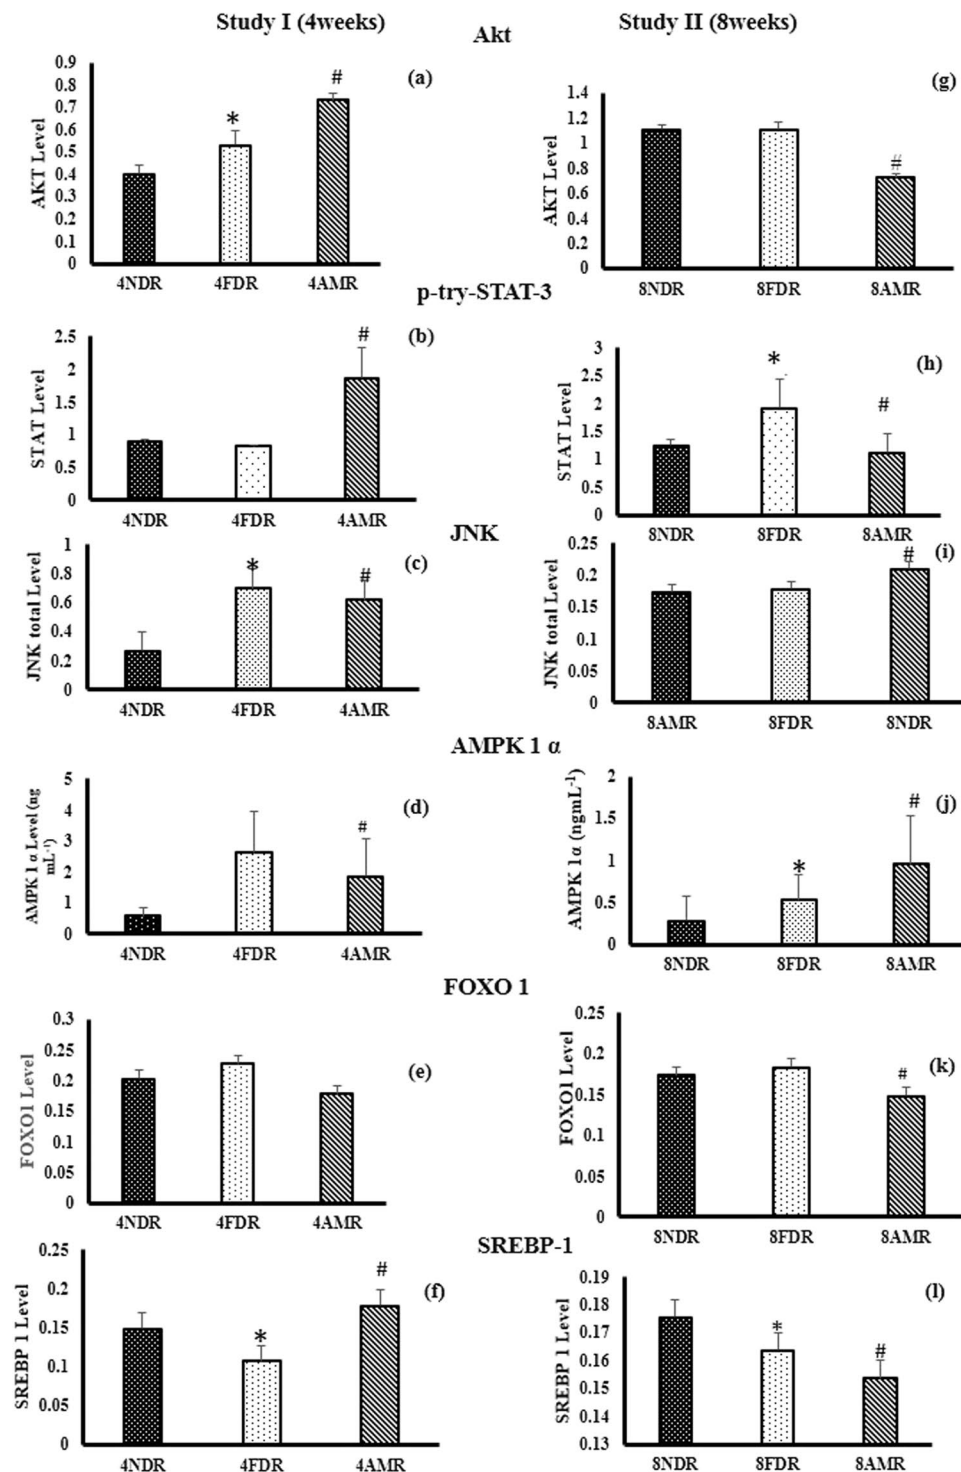 Study I (4weeks)
Study II (8weeks)
Akt
AKT Level
0.9
0.8
0.7
0.6
0.5
0.4
0.3
0.2
0.1
0
*
#
(a)
4NDR 4FDR 4AMR
AKT Level
1.4
1.2
1
0.8
0.6
0.4
0.2
0
#
(g)
8NDR 8FDR 8AMR
p-try-STAT-3
STAT Level
2.5
2
1.5
1
0.5
0
#
(b)
4NDR 4FDR 4AMR
STAT Level
3
2.5
2
1.5
1
0.5
0
*
#
(h)
8NDR 8FDR 8AMR
JNK
JNK total Level
1
0.8
0.6
0.4
0.2
0
*
#
(c)
4NDR 4FDR 4AMR
JNK total Level
0.25
0.2
0.15
0.1
0.05
0
#
(i)
8AMR 8FDR 8NDR
AMPK 1 α
AMPK 1 α Level (ng
mL⁻¹)
5
4
3
2
1
0
#
(d)
4NDR 4FDR 4AMR
AMPK 1 α (ngmL⁻¹)
2
1.5
1
0.5
0
*
#
(j)
8NDR 8FDR 8AMR
FOXO 1
FOXO1 Level
0.3
0.25
0.2
0.15
0.1
0.05
0
(e)
4NDR 4FDR 4AMR
FOXO1 Level
0.25
0.2
0.15
0.1
0.05
0
#
(k)
8NDR 8FDR 8AMR
SREBP-1
SREBP 1 Level
0.25
0.2
0.15
0.1
0.05
0
*
#
(f)
4NDR 4FDR 4AMR
SREBP 1 Level
0.19
0.18
0.17
0.16
0.15
0.14
0.13
*
#
(l)
8NDR 8FDR 8AMR